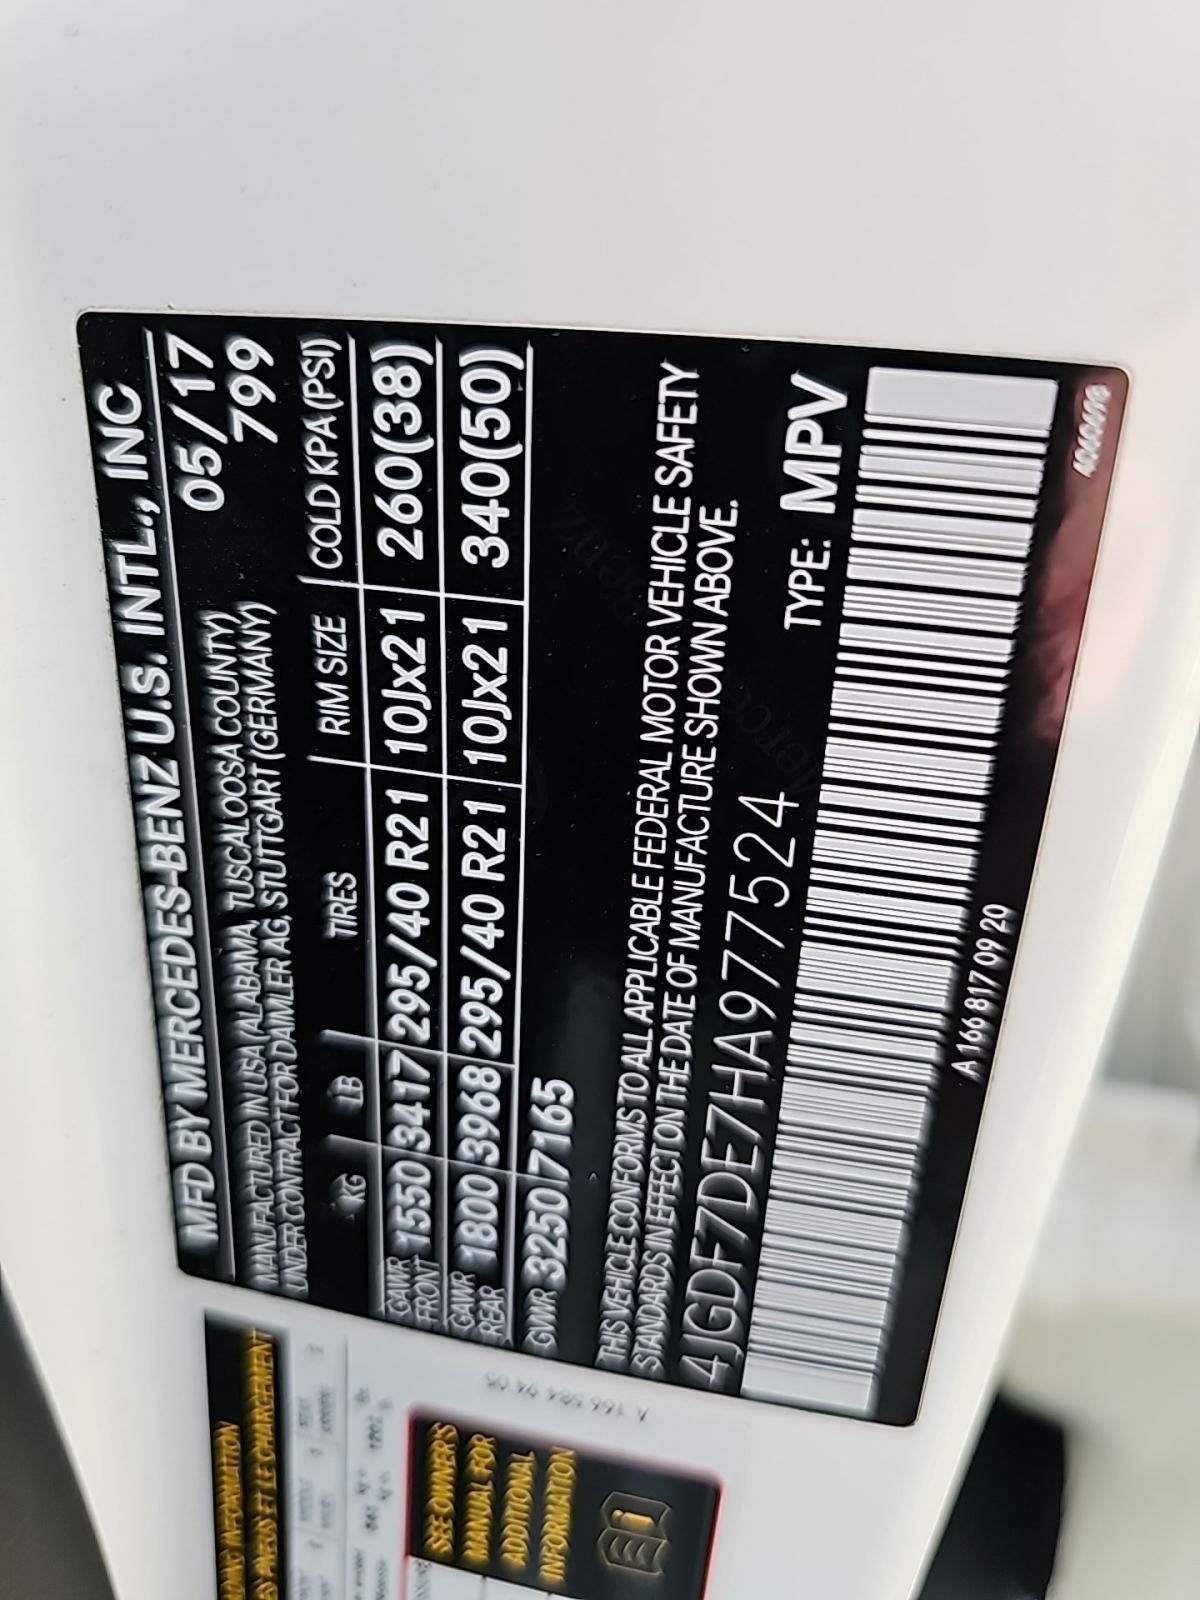 MFD BY MERCEDES-BENZ U.S. INTL., INC
MANUFACTURED IN USA (ALABAMA, TUSCALOOSA COUNTY) 05/17
UNDER CONTRACT FOR DAIMLER AG, STUTTGART (GERMANY) 799
KG LB TIRES RIM SIZE COLD KPA(PSI)
GAWR FRONT 1550 3417 295/40 R21 10Jx21 260(38)
GAWR REAR 1800 3968 295/40 R21 10Jx21 340(50)
GVWR 3250 7165
THIS VEHICLE CONFORMS TO ALL APPLICABLE FEDERAL MOTOR VEHICLE SAFETY
STANDARDS IN EFFECT ON THE DATE OF MANUFACTURE SHOWN ABOVE.
4JGDF7DE7HA977524 TYPE: MPV
A 166 817 09 20
A 166 584 94 05
SEE OWNER'S
MANUAL FOR
ADDITIONAL
INFORMATION